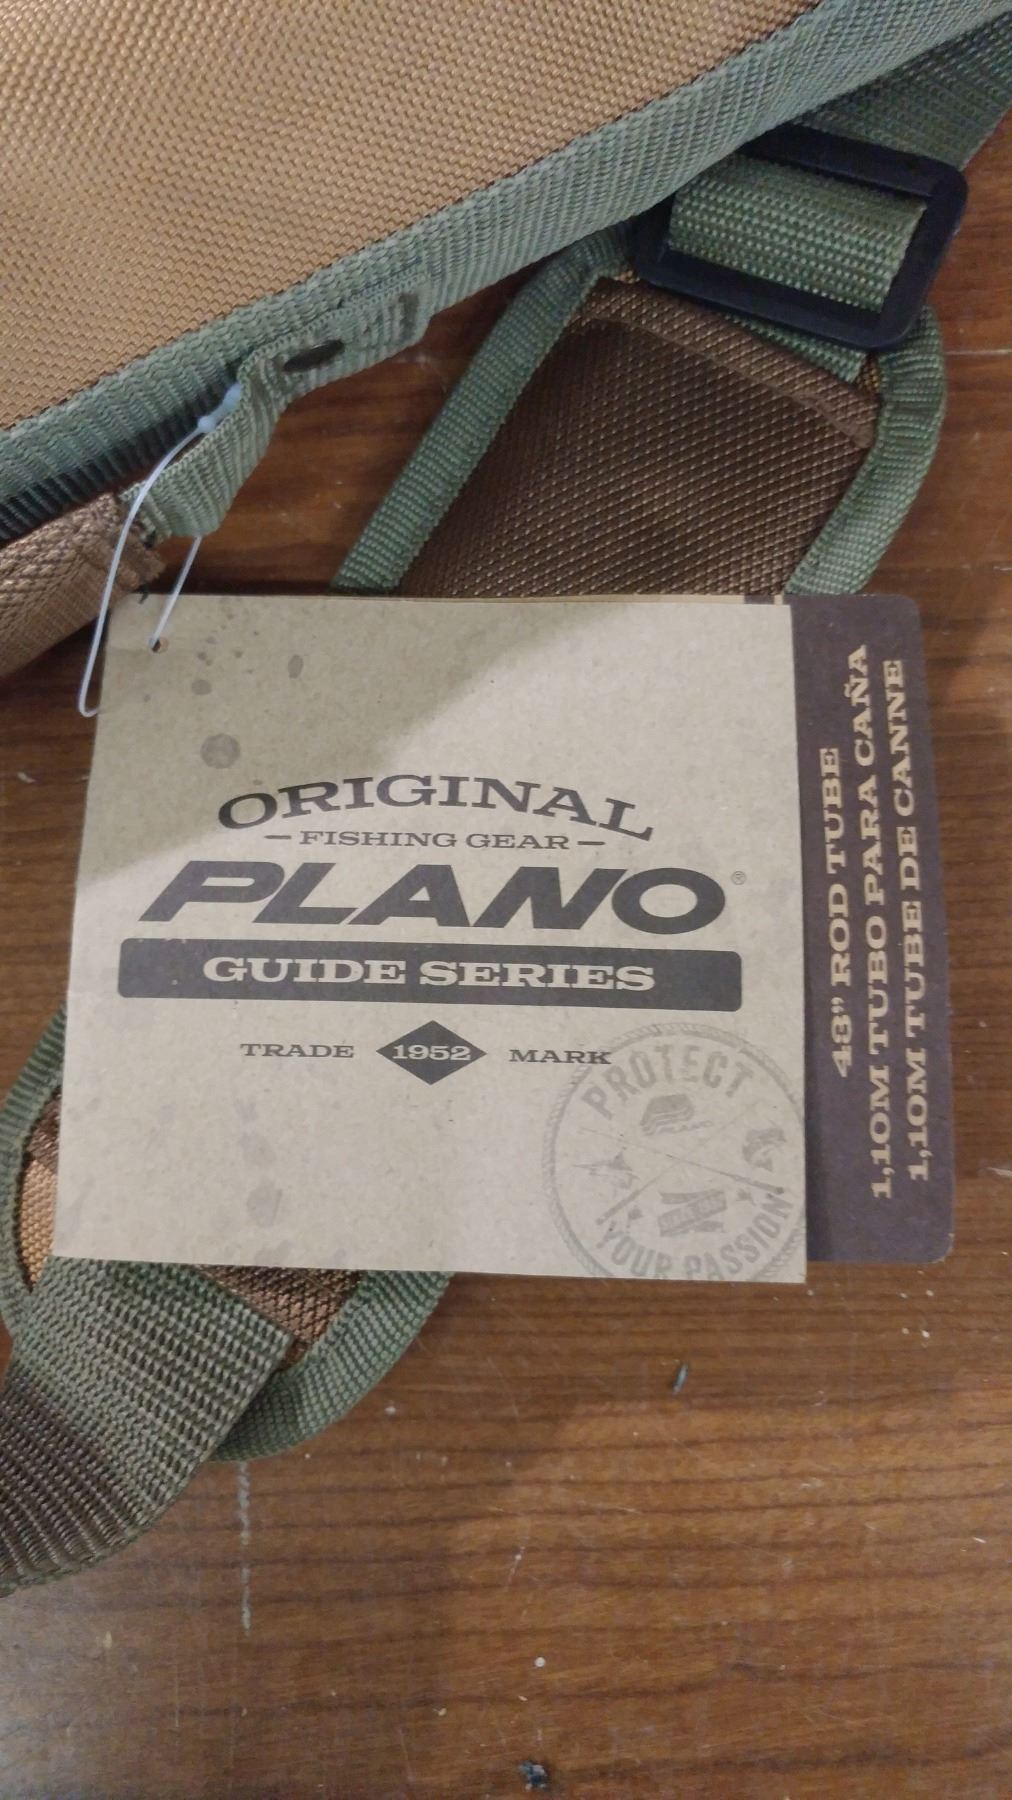 ORIGINAL
– FISHING GEAR –
PLANO®
GUIDE SERIES
TRADE 1952 MARK
PROTECT
YOUR PASSION
43" ROD TUBE
1,10M TUBO PARA CAÑA
1,10M TUBE DE CANNE